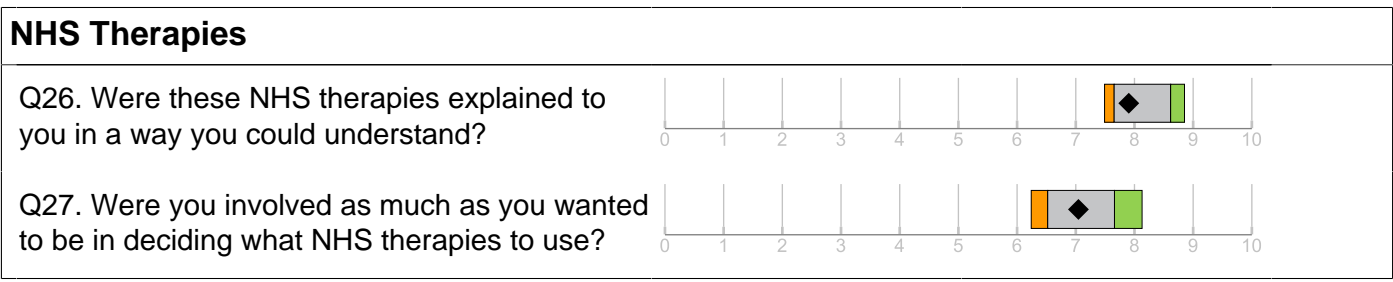 NHS Therapies
Q26. Were these NHS therapies explained to
you in a way you could understand?
0 1 2 3 4 5 6 7 8 9 10
Q27. Were you involved as much as you wanted
to be in deciding what NHS therapies to use?
0 1 2 3 4 5 6 7 8 9 10